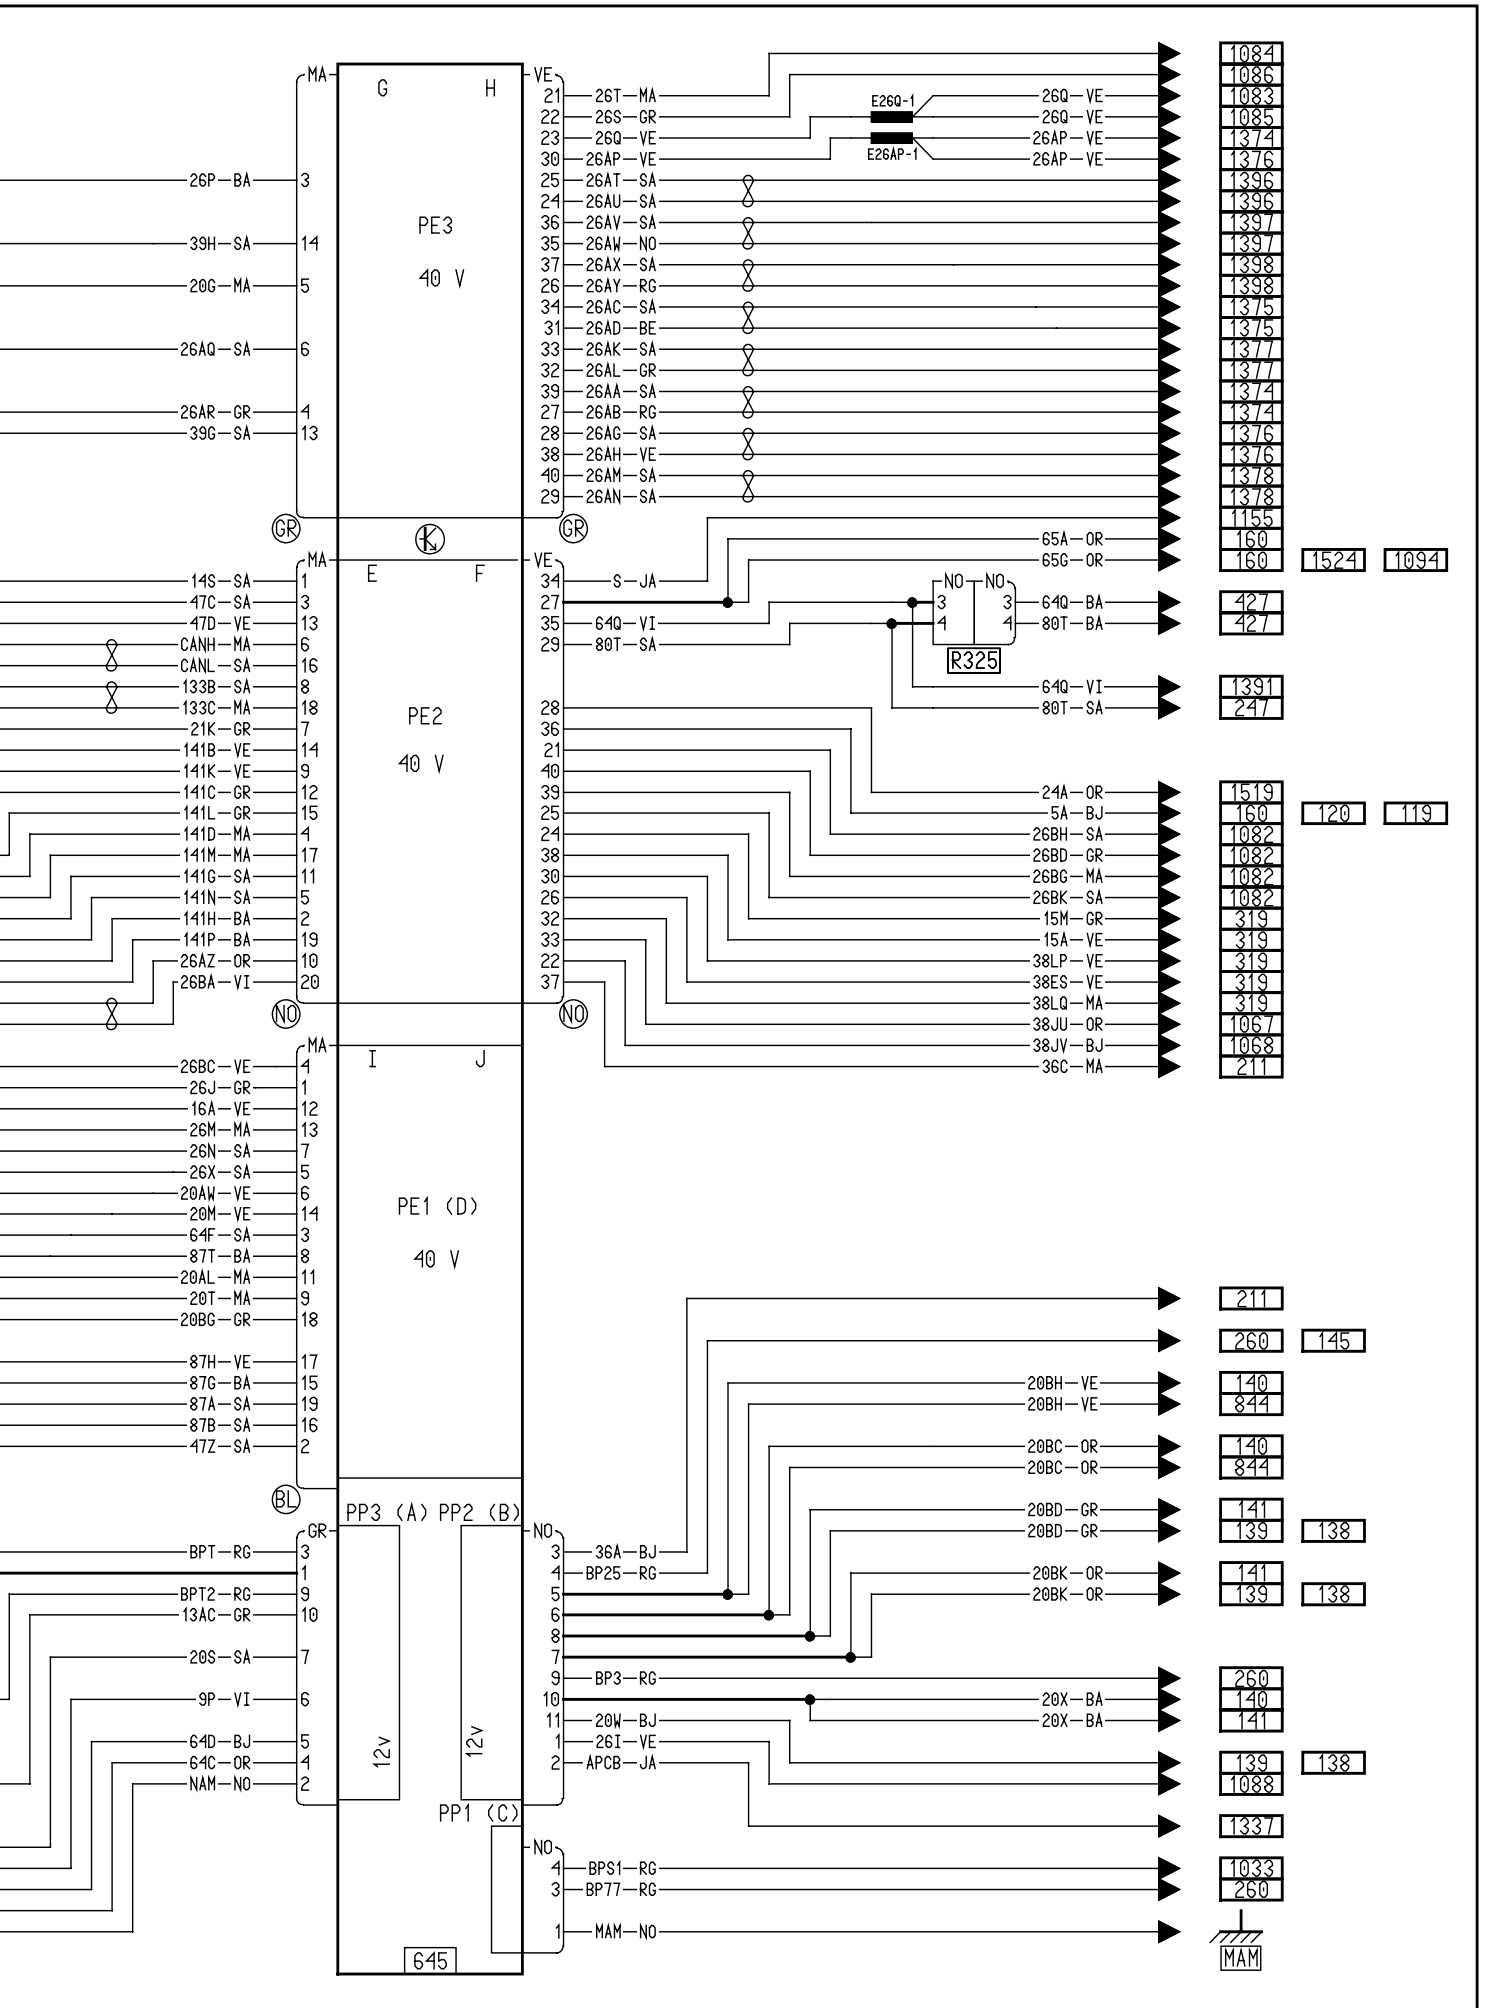 1084
MA G H VE
1086
21 26T MA E26Q-1 26Q VE 1083
22 26S GR 26Q VE 1085
23 26Q VE 26AP VE 1374
30 26AP VE E26AP-1 26AP VE 1376
26P BA 3 25 26AT SA 1396
24 26AU SA 1396
PE3 36 26AV SA 1397
39H SA 14 35 26AW NO 1397
40 V 37 26AX SA 1398
20G MA 5 26 26AY RG 1398
34 26AC SA 1375
31 26AD BE 1375
26AQ SA 6 33 26AK SA 1377
32 26AL GR 1377
39 26AA SA 1374
26AR GR 4 27 26AB RG 1374
39G SA 13 28 26AG SA 1376
38 26AH VE 1376
40 26AM SA 1378
29 26AN SA 1378
GR GR 1155
65A OR 160
MA VE 65G OR 160 1524 1094
14S SA 1 E F 34 S JA NO NO
47C SA 3 27 3 3 64Q BA 427
47D VE 13 35 64Q VI 4 4 80T BA 427
CANH MA 6 29 80T SA
CANL SA 16 R325
133B SA 8 64Q VI 1391
133C MA 18 PE2 28 80T SA 247
21K GR 7 36
141B VE 14 40 V 21
141K VE 9 40
141C GR 12 39 24A OR 1519
141L GR 15 25 5A BJ 160 120 119
141D MA 4 24 26BH SA 1082
141M MA 17 38 26BD GR 1082
141G SA 11 30 26BG MA 1082
141N SA 5 26 26BK SA 1082
141H BA 2 32 15M GR 319
141P BA 19 33 15A VE 319
26AZ OR 10 22 38LP VE 319
26BA VI 20 37 38ES VE 319
NO NO 38LQ MA 319
38JU OR 1067
MA I J 38JV BJ 1068
26BC VE 4 36C MA 211
26J GR 1
16A VE 12
26M MA 13
26N SA 7
26X SA 5
20AW VE 6
20M VE 14 PE1 (D)
64F SA 3
87T BA 8 40 V
20AL MA 11
20T MA 9 211
20BG GR 18
260 145
87H VE 17
87G BA 15 20BH VE 140
87A SA 19 20BH VE 844
87B SA 16
47Z SA 2 20BC OR 140
20BC OR 844
BL
PP3 (A) PP2 (B) 20BD GR 141
GR NO 20BD GR 139 138
BPT RG 3 3 36A BJ
1 4 BP25 RG 20BK OR 141
BPT2 RG 9 5 20BK OR 139 138
13AC GR 10 6
8
20S SA 7 7
9 BP3 RG 260
9P VI 6 10 20X BA 140
11 20W BJ 20X BA 141
64D BJ 5 12v 12v 1 26I VE
64C OR 4 2 APCB JA 139 138
NAM NO 2 1088
PP1 (C) 1337
NO
4 BPS1 RG 1033
3 BP77 RG 260
1 MAM NO
645 MAM